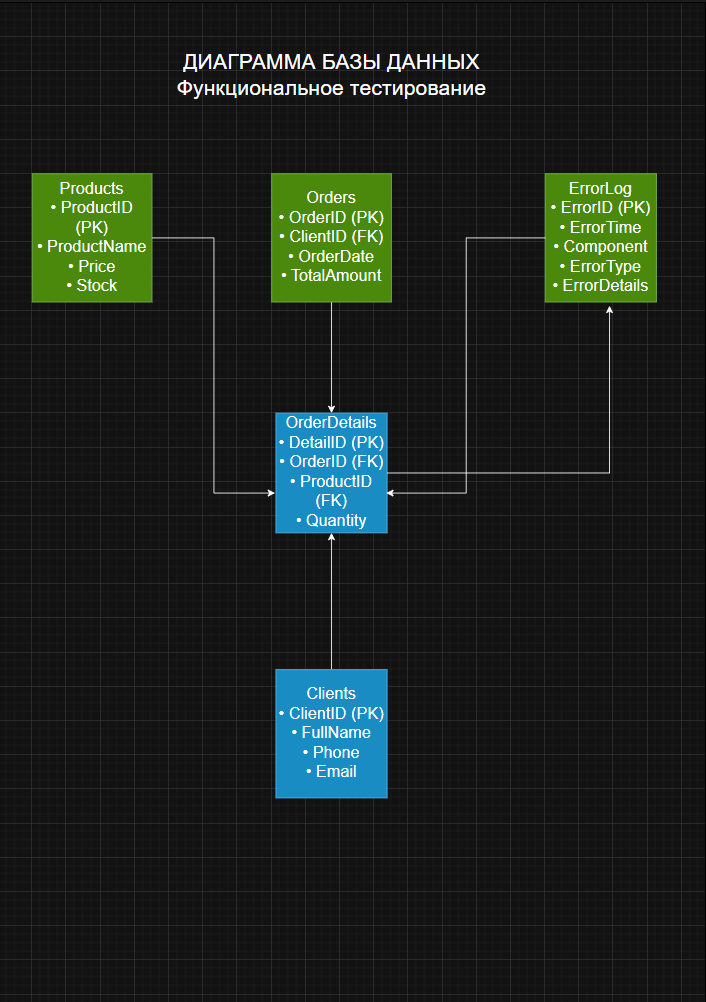 ДИАГРАММА БАЗЫ ДАННЫХ
Функциональное тестирование
Products
• ProductID
(PK)
• ProductName
• Price
• Stock
Orders
• OrderID (PK)
• ClientID (FK)
• OrderDate
• TotalAmount
ErrorLog
• ErrorID (PK)
• ErrorTime
• Component
• ErrorType
• ErrorDetails
OrderDetails
• DetailID (PK)
• OrderID (FK)
• ProductID
(FK)
• Quantity
Clients
• ClientID (PK)
• FullName
• Phone
• Email